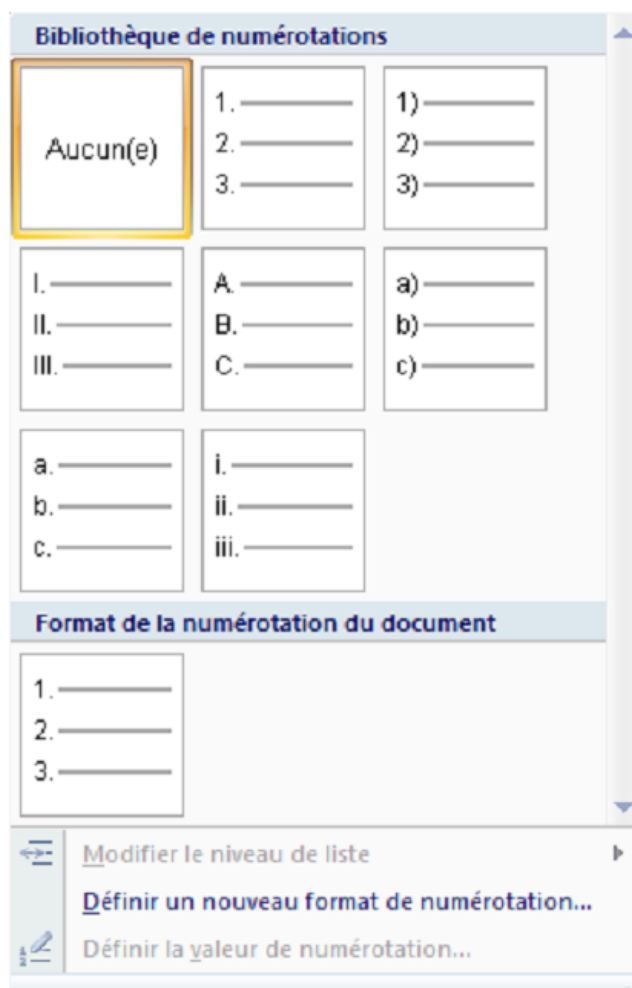 Bibliothèque de numérotations
Aucun(e)
1.
2.
3.
1)
2)
3)
I.
II.
III.
A.
B.
C.
a)
b)
c)
a.
b.
c.
i.
ii.
iii.
Format de la numérotation du document
1.
2.
3.
Modifier le niveau de liste
Définir un nouveau format de numérotation...
Définir la valeur de numérotation...